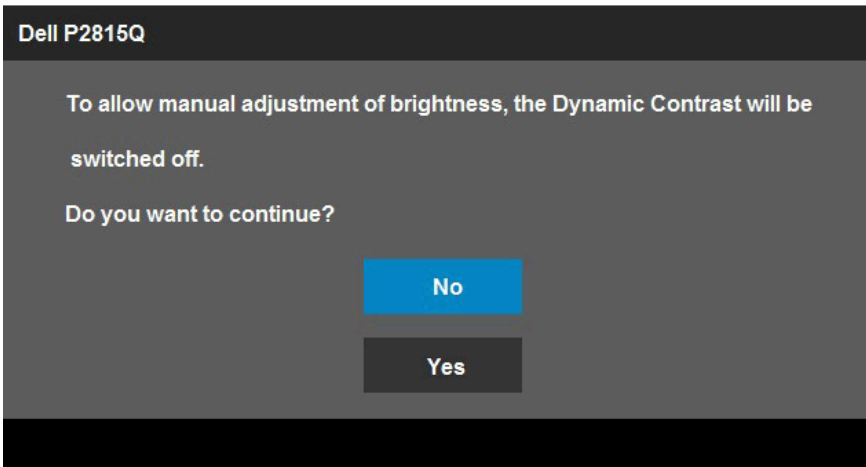 Dell P2815Q
To allow manual adjustment of brightness, the Dynamic Contrast will be
switched off.
Do you want to continue?
No
Yes